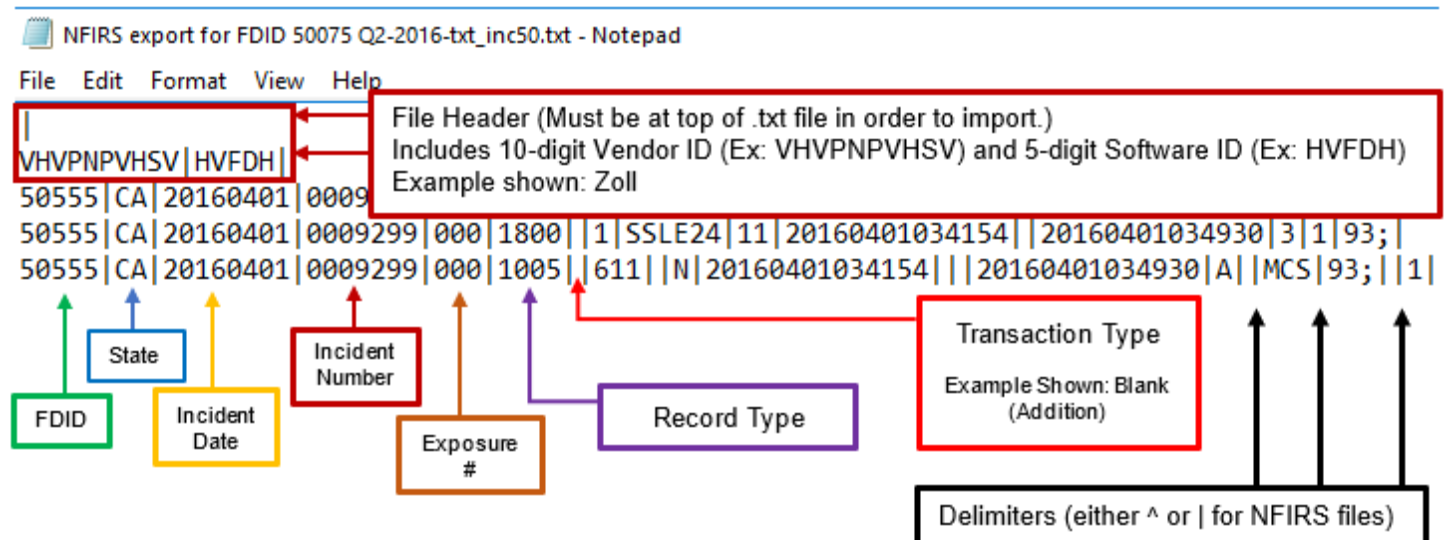 NFIRS export for FDID 50075 Q2-2016-txt_inc50.txt - Notepad
File Edit Format View Help
|
VHVPNPVHSV|HVFDH|
File Header (Must be at top of .txt file in order to import.)
Includes 10-digit Vendor ID (Ex: VHVPNPVHSV) and 5-digit Software ID (Ex: HVFDH)
Example shown: Zoll
50555|CA|20160401|0009
50555|CA|20160401|0009299|000|1800||1|SSLE24|11|20160401034154||20160401034930|3|1|93;|
50555|CA|20160401|0009299|000|1005||611||N|20160401034154|||20160401034930|A||MCS|93;||1|
FDID
State
Incident
Date
Incident
Number
Exposure
#
Record Type
Transaction Type
Example Shown: Blank
(Addition)
Delimiters (either ^ or | for NFIRS files)